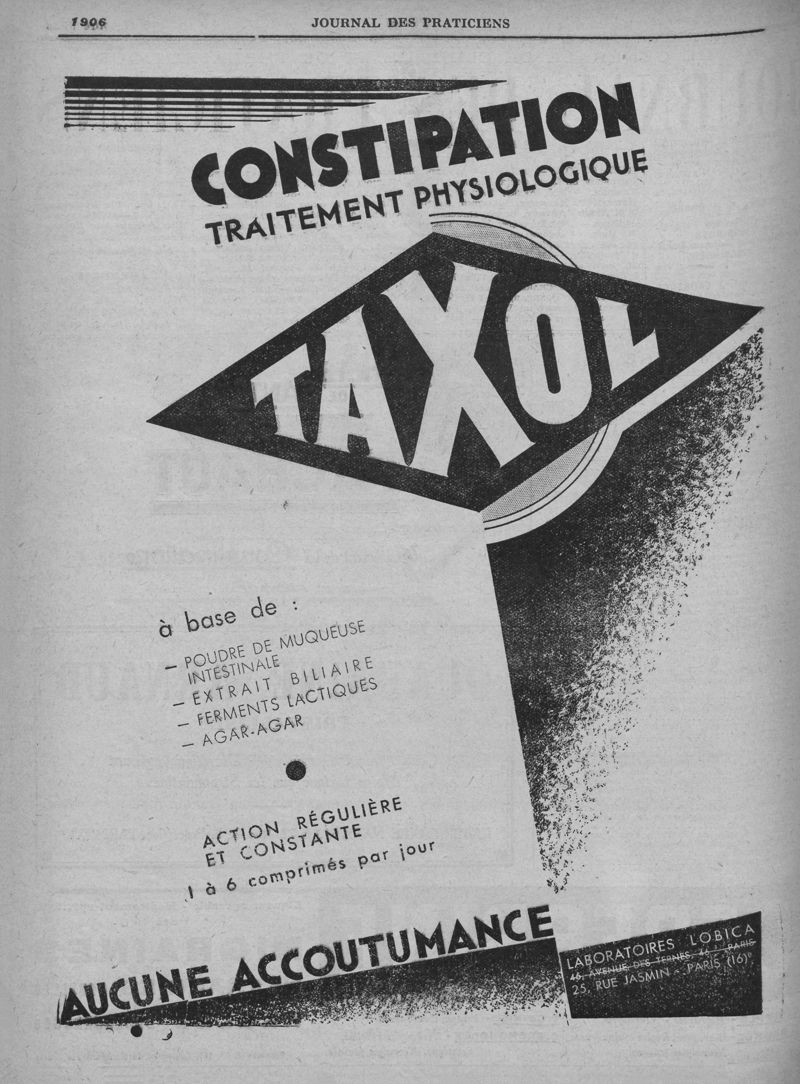 1906
JOURNAL DES PRATICIENS
CONSTIPATION
TRAITEMENT PHYSIOLOGIQUE
TAXOL
à base de :
— POUDRE DE MUQUEUSE
INTESTINALE
— EXTRAIT BILIAIRE
— FERMENTS LACTIQUES
— AGAR-AGAR
ACTION RÉGULIÈRE
ET CONSTANTE
1 à 6 comprimés par jour
AUCUNE ACCOUTUMANCE
LABORATOIRES LOBICA
46, AVENUE DES TERNES, 46 - PARIS
25, RUE JASMIN - PARIS (16)e